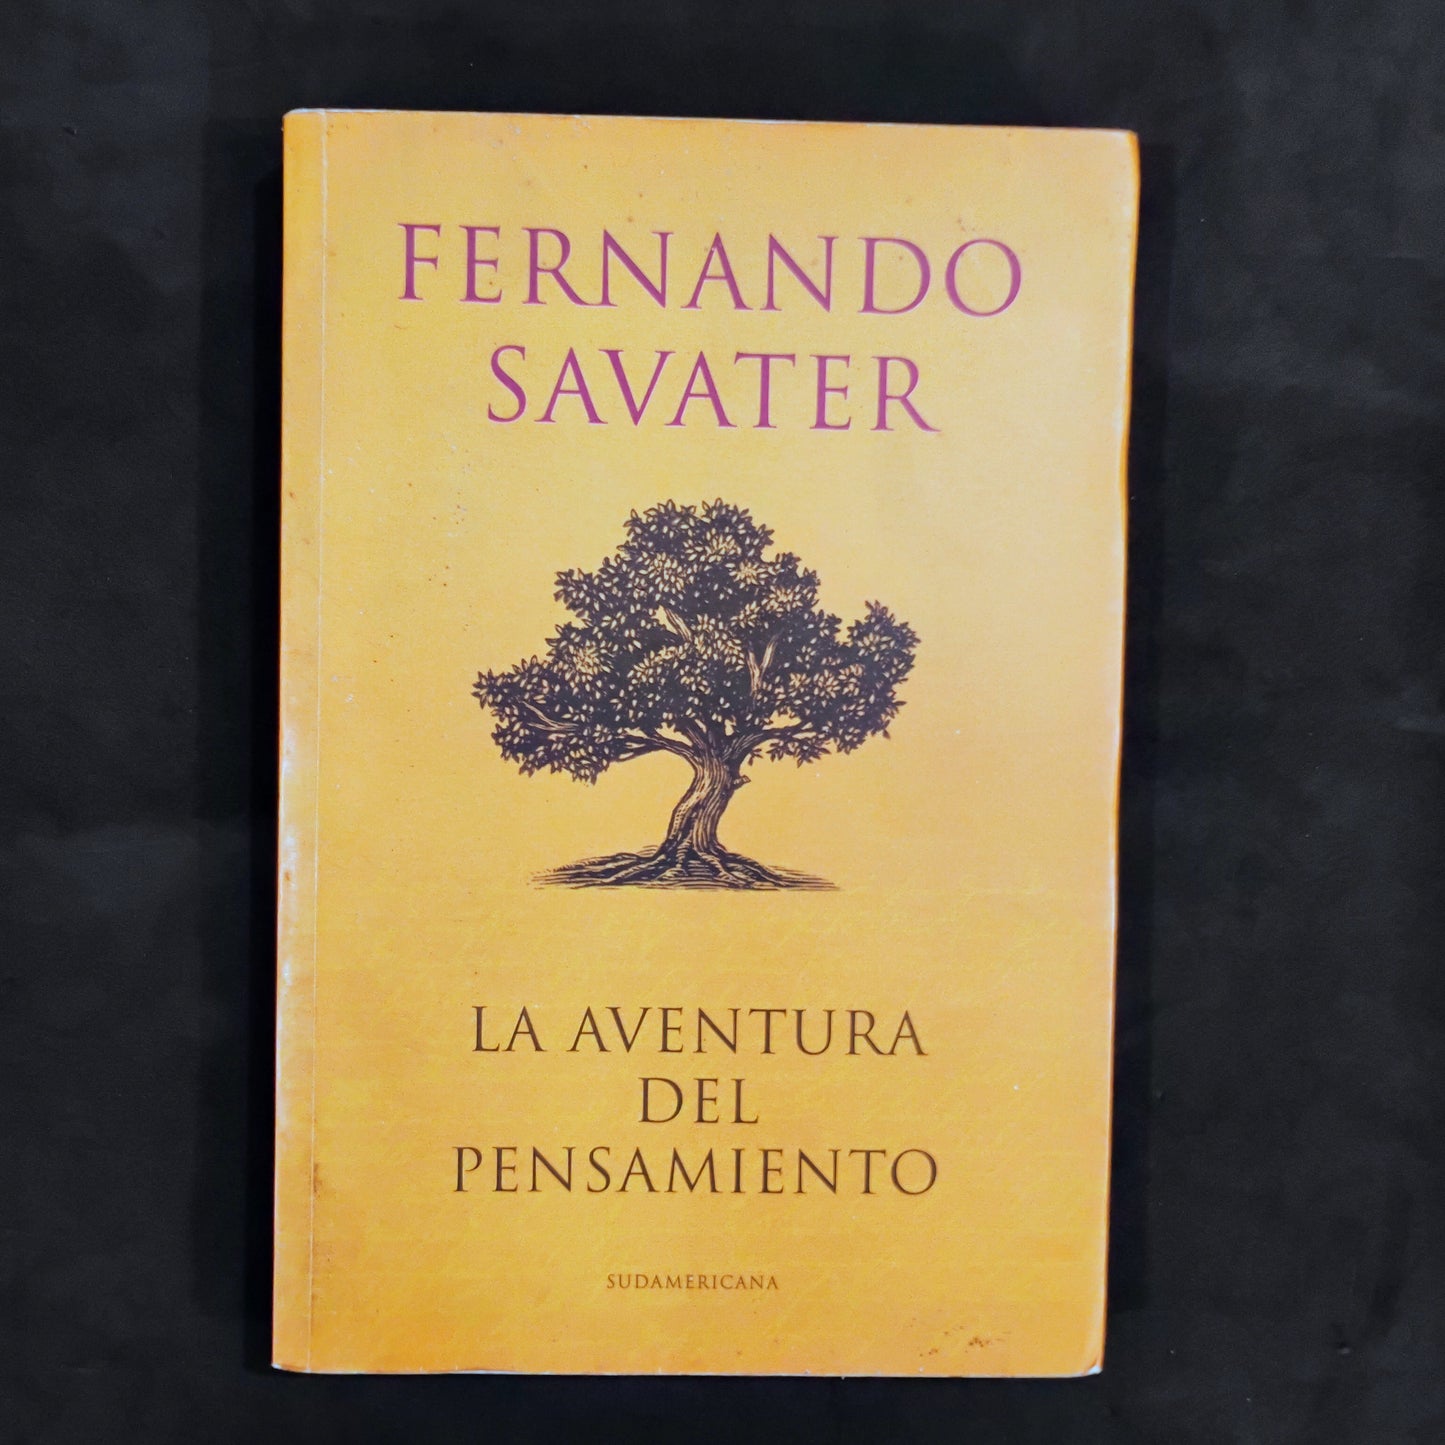 FERNANDO
SAVATER
LA AVENTURA
DEL
PENSAMIENTO
SUDAMERICANA